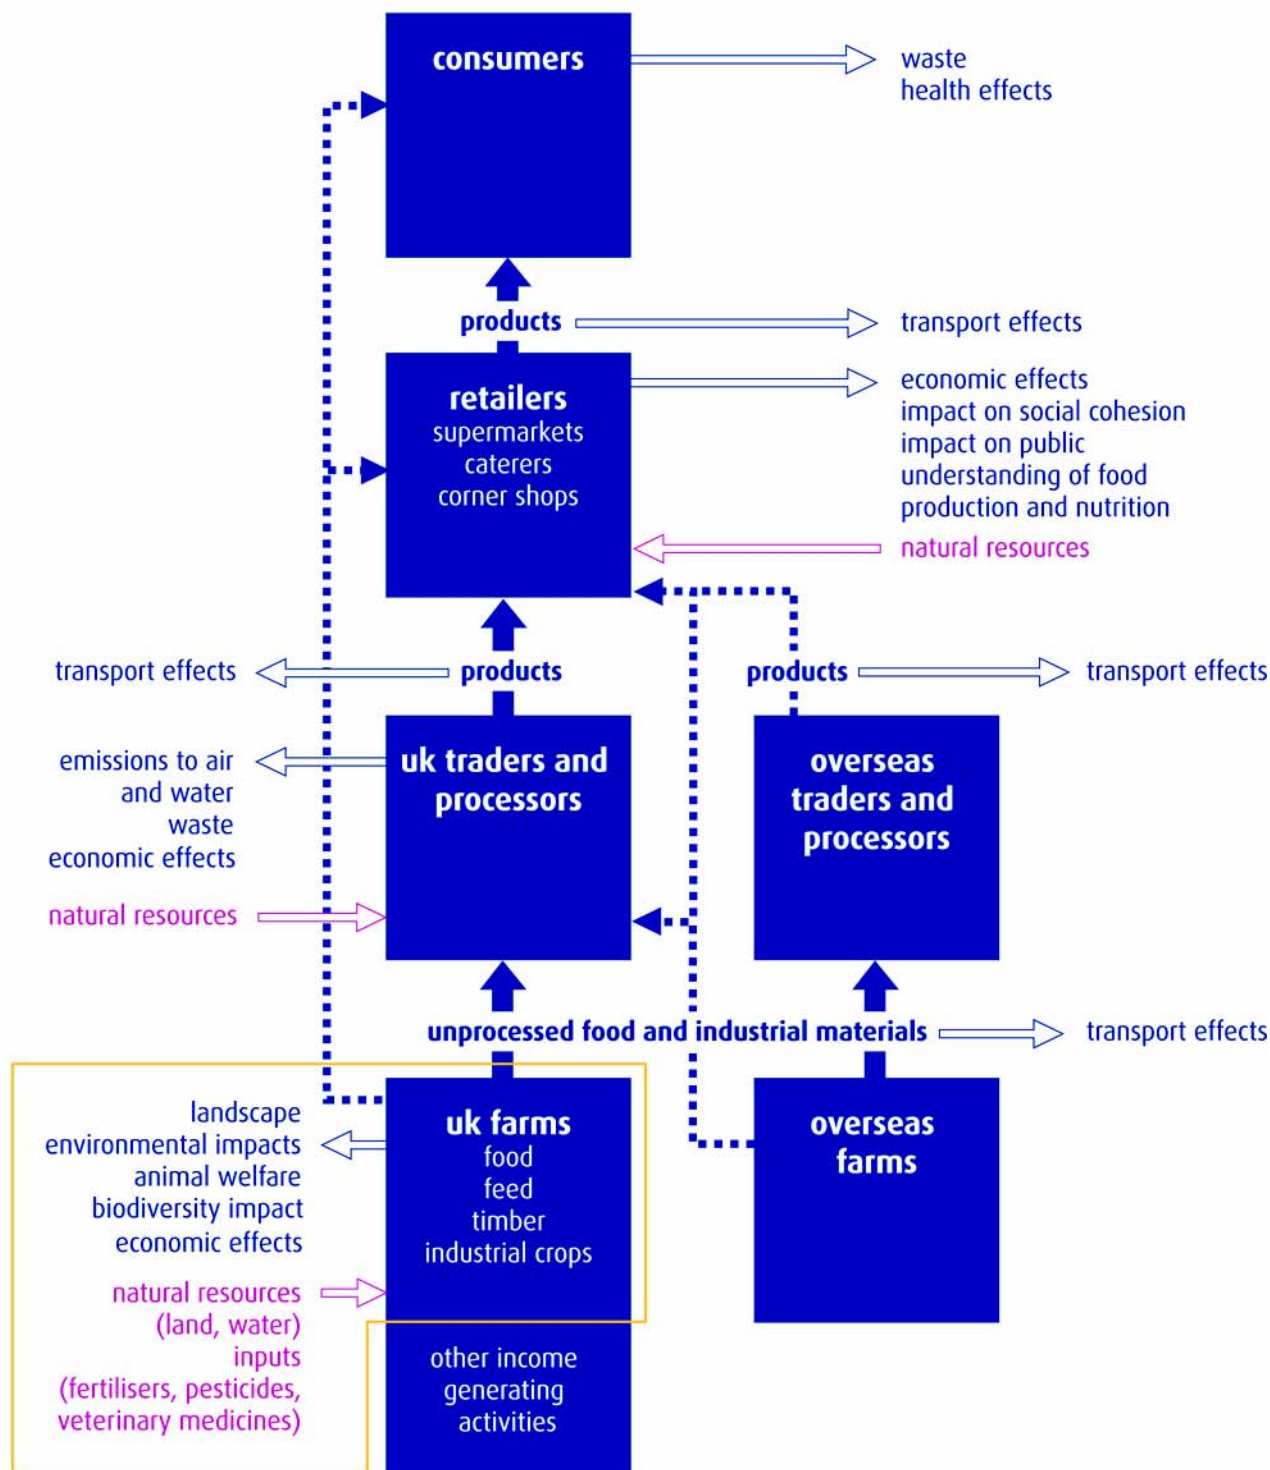 consumers
waste
health effects
products
transport effects
retailers
supermarkets
caterers
corner shops
economic effects
impact on social cohesion
impact on public
understanding of food
production and nutrition
natural resources
transport effects
products
products
transport effects
emissions to air
and water
waste
economic effects
natural resources
uk traders and
processors
overseas
traders and
processors
unprocessed food and industrial materials
transport effects
landscape
environmental impacts
animal welfare
biodiversity impact
economic effects
natural resources
(land, water)
inputs
(fertilisers, pesticides,
veterinary medicines)
uk farms
food
feed
timber
industrial crops
other income
generating
activities
overseas
farms